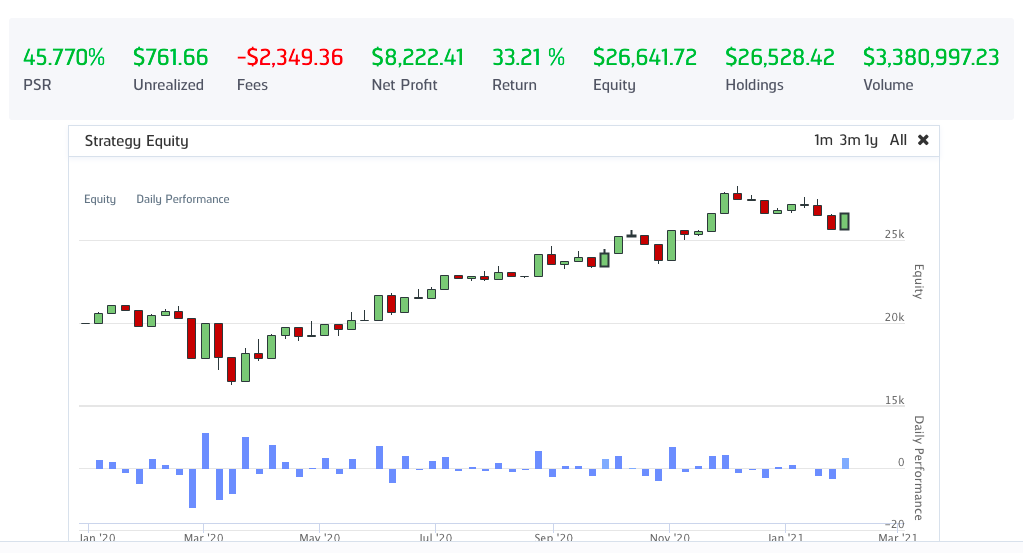 45.770% $761.66 -$2,349.36 $8,222.41 33.21 % $26,641.72 $26,528.42 $3,380,997.23
PSR Unrealized Fees Net Profit Return Equity Holdings Volume
Strategy Equity 1m 3m 1y All ✖
Equity Daily Performance
25k
Equity
20k
15k
Daily Performance
0
-20
Jan '20 Mar '20 May '20 Jul '20 Sep '20 Nov '20 Jan '21 Mar '21